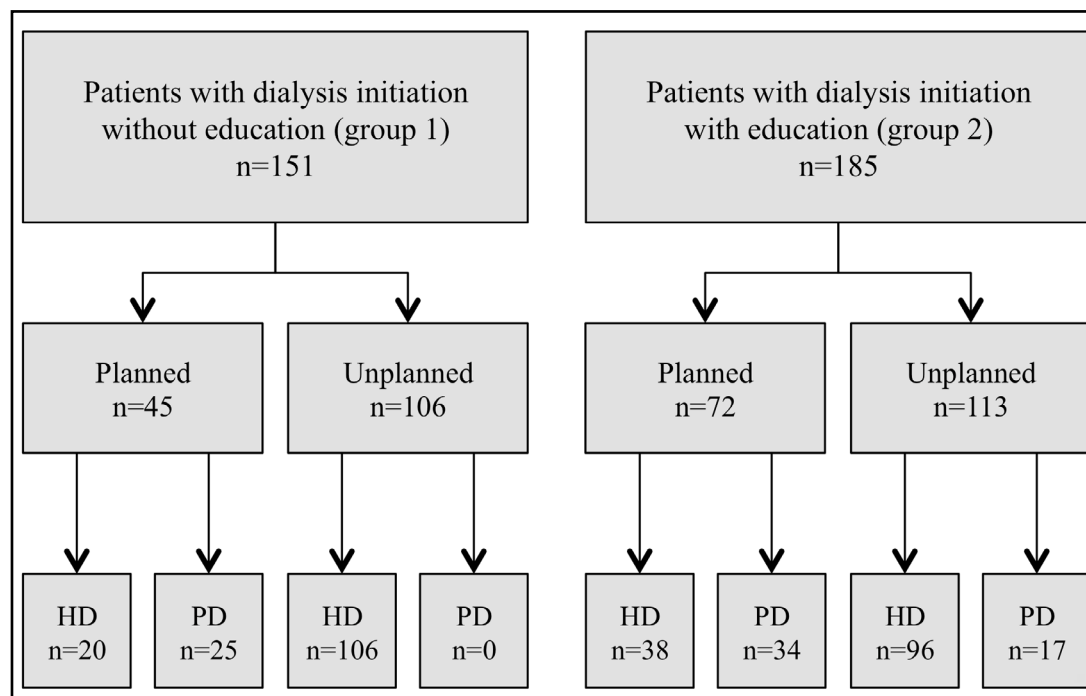 Patients with dialysis initiation
without education (group 1)
n=151
Patients with dialysis initiation
with education (group 2)
n=185
Planned
n=45
Unplanned
n=106
Planned
n=72
Unplanned
n=113
HD
n=20
PD
n=25
HD
n=106
PD
n=0
HD
n=38
PD
n=34
HD
n=96
PD
n=17